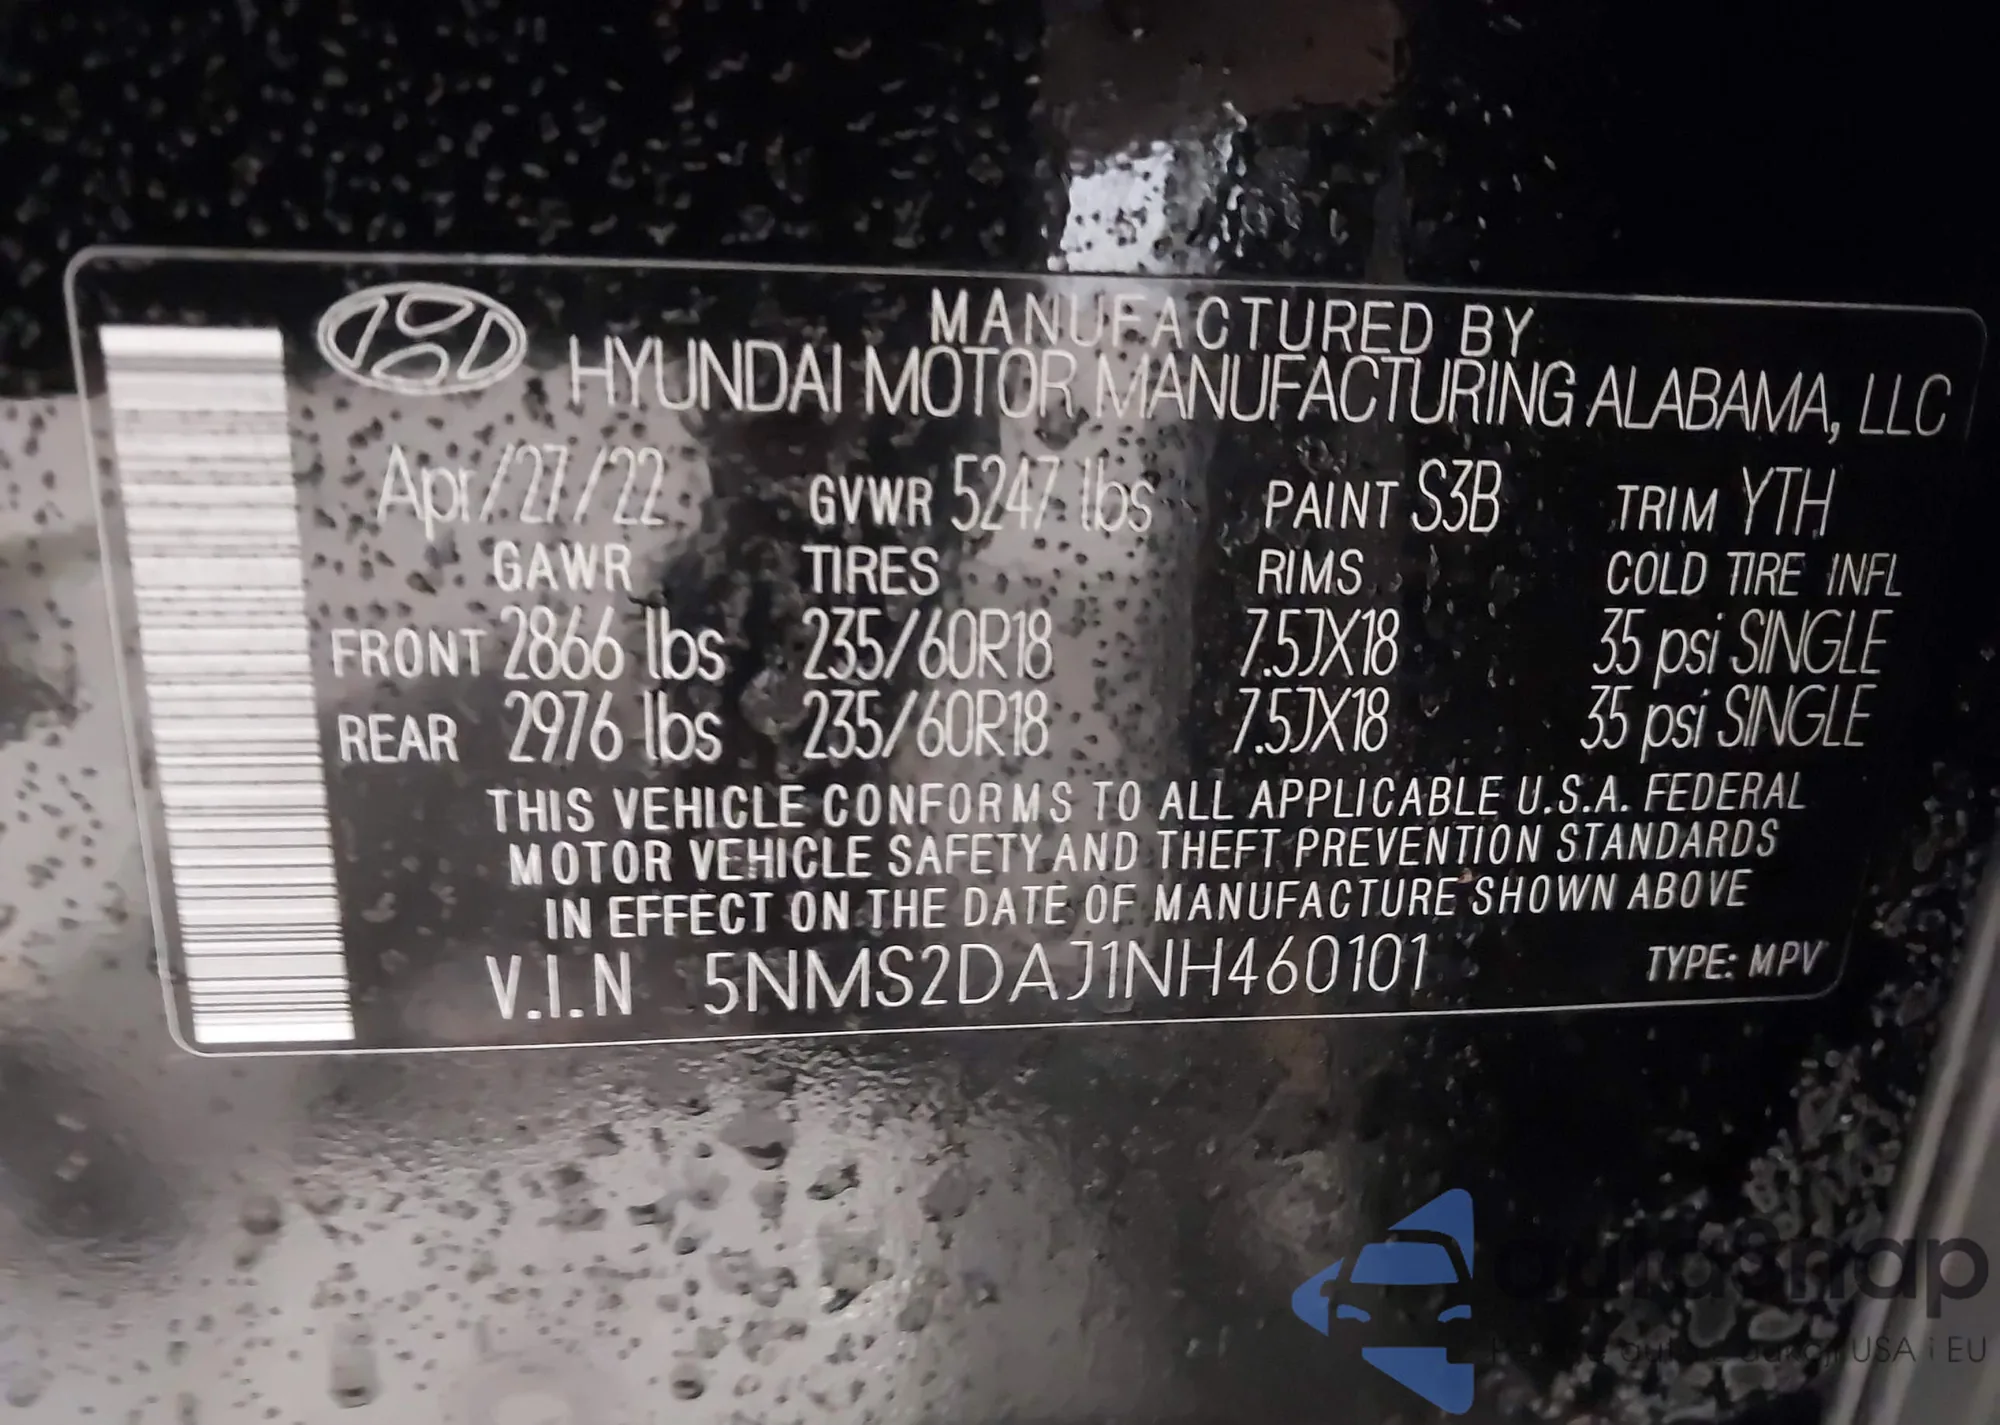 MANUFACTURED BY
HYUNDAI MOTOR MANUFACTURING ALABAMA, LLC
Apr/27/22 GVWR 5247 lbs PAINT S3B TRIM YTH
GAWR TIRES RIMS COLD TIRE INFL
FRONT 2866 lbs 235/60R18 7.5JX18 35 psi SINGLE
REAR 2976 lbs 235/60R18 7.5JX18 35 psi SINGLE
THIS VEHICLE CONFORMS TO ALL APPLICABLE U.S.A. FEDERAL
MOTOR VEHICLE SAFETY AND THEFT PREVENTION STANDARDS
IN EFFECT ON THE DATE OF MANUFACTURE SHOWN ABOVE
V.I.N 5NMS2DAJ1NH460101 TYPE: MPV
autosnap
USA i EU